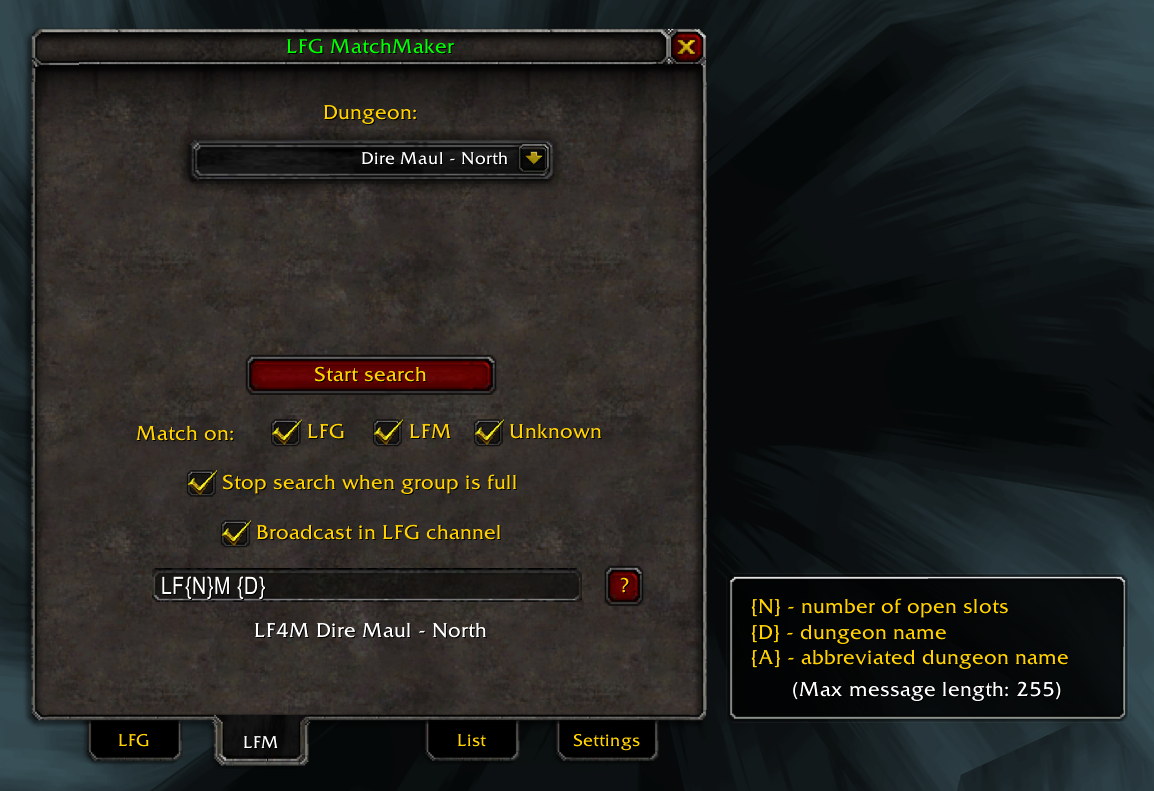 LFG MatchMaker
Dungeon:
Dire Maul - North
Start search
Match on: LFG LFM Unknown
Stop search when group is full
Broadcast in LFG channel
LF{N}M {D}
?
LF4M Dire Maul - North
{N} - number of open slots
{D} - dungeon name
{A} - abbreviated dungeon name
(Max message length: 255)
LFG LFM List Settings